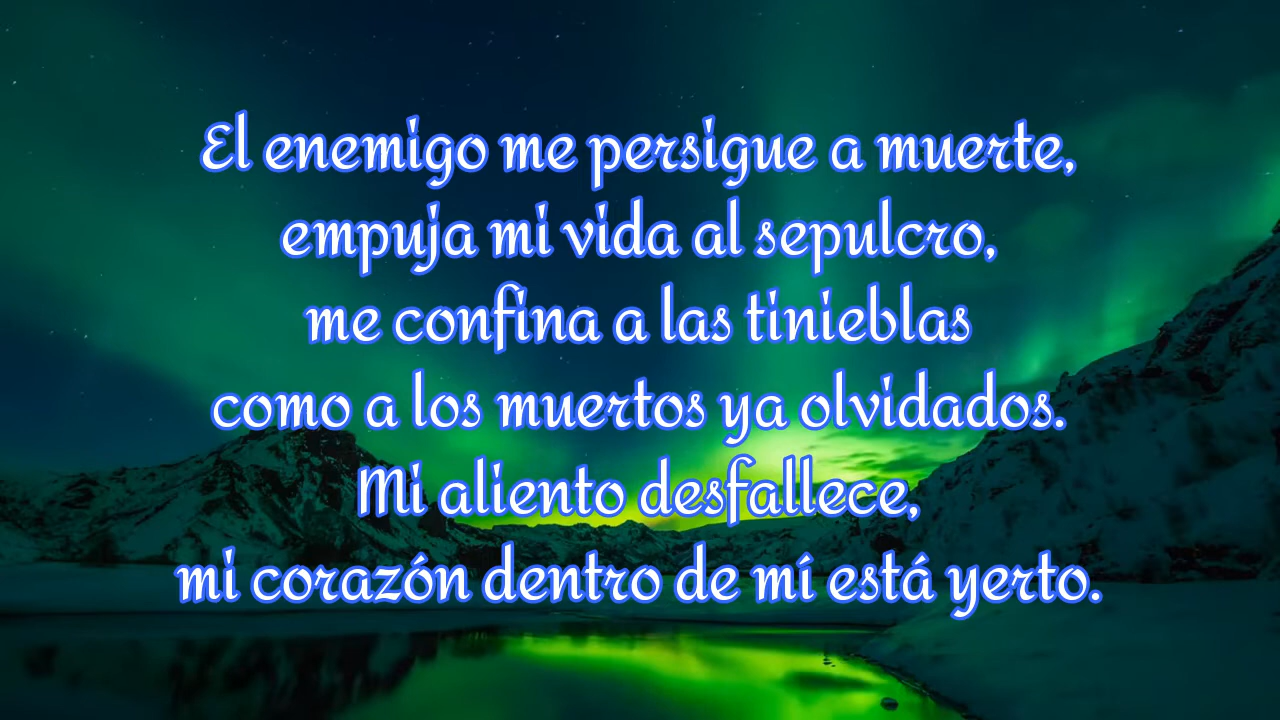 El enemigo me persigue a muerte,
empuja mi vida al sepulcro,
me confina a las tinieblas
como a los muertos ya olvidados.
Mi aliento desfallece,
mi corazón dentro de mí está yerto.